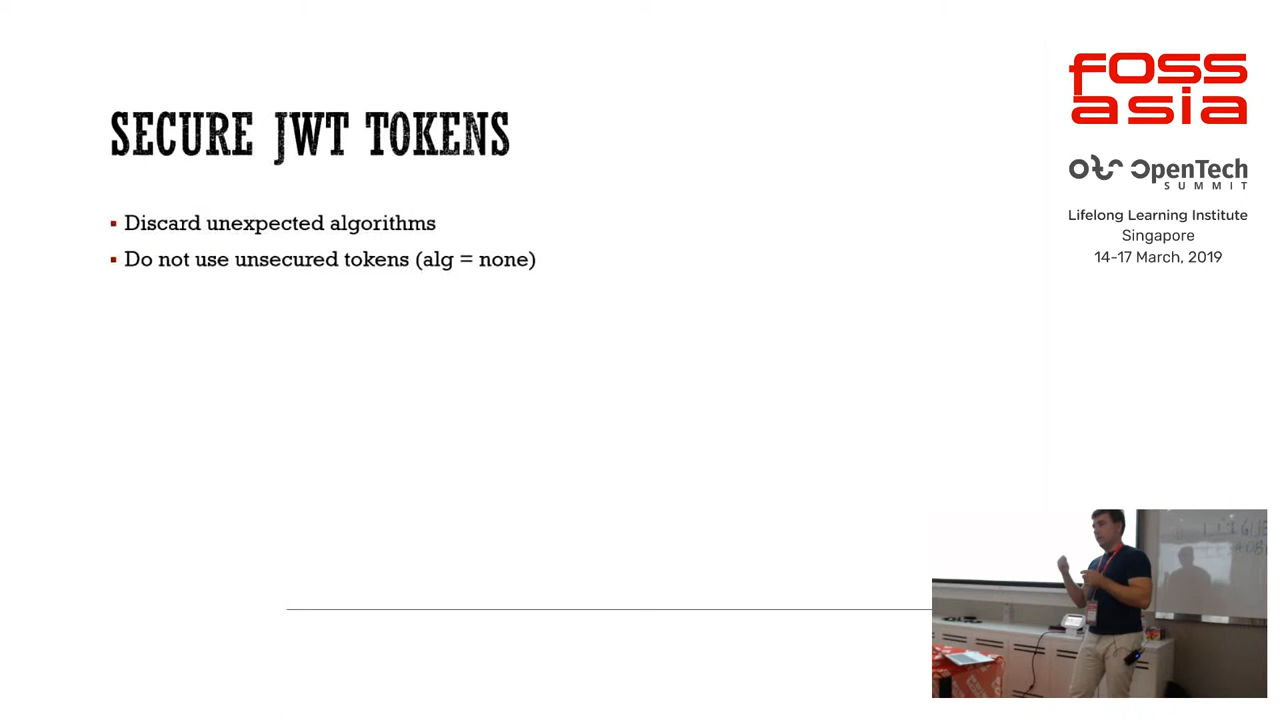 SECURE JWT TOKENS
▪ Discard unexpected algorithms
▪ Do not use unsecured tokens (alg = none)
FOSS
asia
OpenTech
SUMMIT
Lifelong Learning Institute
Singapore
14-17 March, 2019